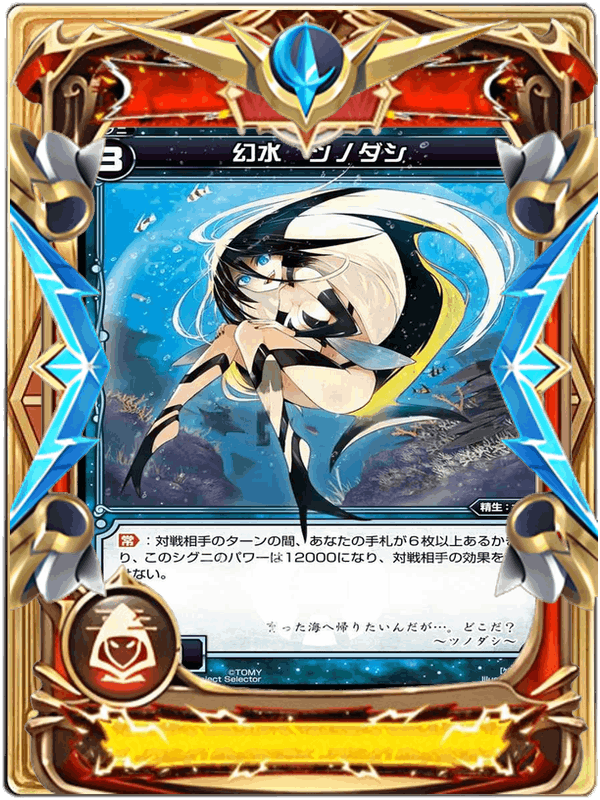 3
幻水 ツノダシ
精生:
常:対戦相手のターンの間、あなたの手札が6枚以上あるか
り、このシグニのパワーは12000になり、対戦相手の効果を
けない。
った海へ帰りたいんだが…。どこだ?
~ツノダシ~
©TOMY
ject Selector
Illus